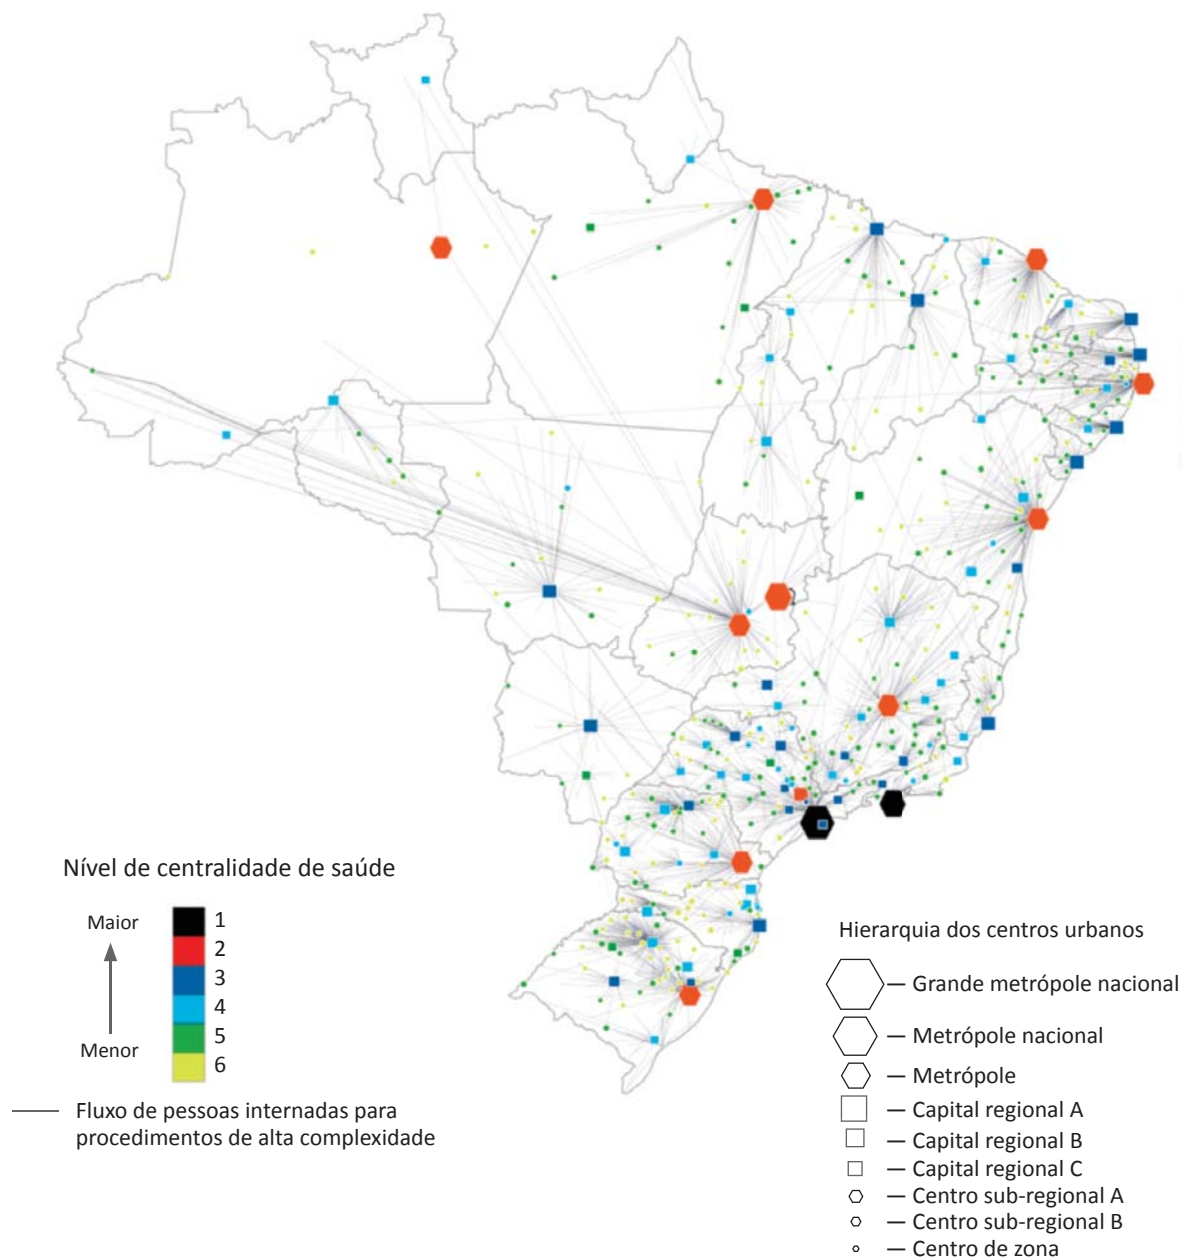 Nível de centralidade de saúde
Maior
Menor
1
2
3
4
5
6
Fluxo de pessoas internadas para
procedimentos de alta complexidade
Hierarquia dos centros urbanos
Grande metrópole nacional
Metrópole nacional
Metrópole
Capital regional A
Capital regional B
Capital regional C
Centro sub-regional A
Centro sub-regional B
Centro de zona